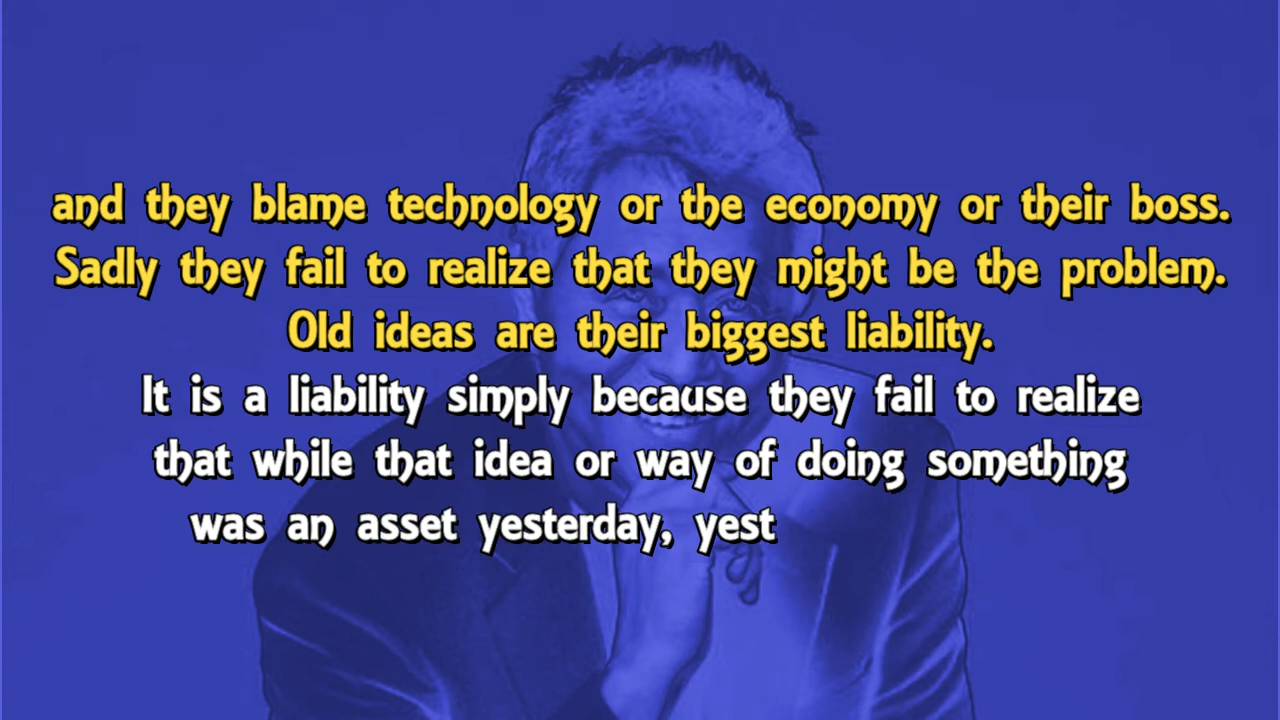 and they blame technology or the economy or their boss.
Sadly they fail to realize that they might be the problem.
Old ideas are their biggest liability.
It is a liability simply because they fail to realize
that while that idea or way of doing something
was an asset yesterday, yest